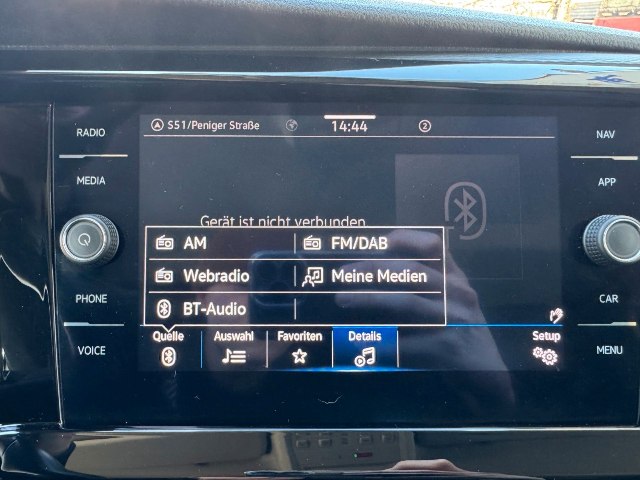 RADIO
MEDIA
PHONE
VOICE
S51/Peniger Straße
14:44
2
Gerät ist nicht verbunden
AM
FM/DAB
Webradio
Meine Medien
BT-Audio
Quelle
Auswahl
Favoriten
Details
Setup
NAV
APP
CAR
MENU